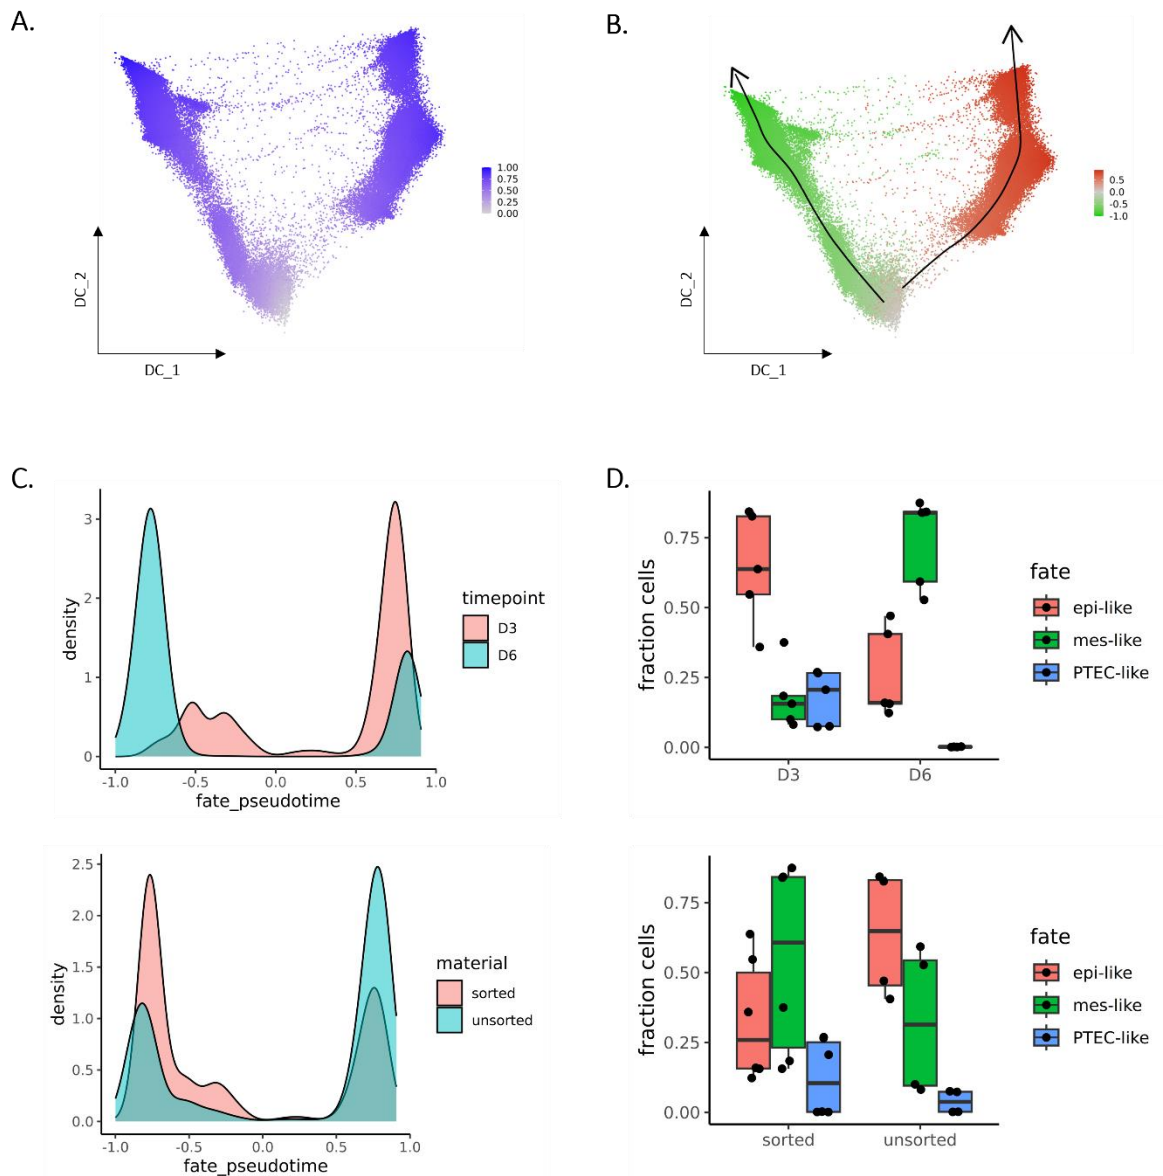 A.
B.
1.00
0.75
0.50
0.25
0.00
DC_2
DC_1
0.5
0.0
-0.5
-1.0
DC_2
DC_1
C.
D.
3
2
1
0
density
-1.0 -0.5 0.0 0.5 1.0
fate_pseudotime
timepoint
D3
D6
0.75
0.50
0.25
0.00
fraction cells
D3 D6
fate
epi-like
mes-like
PTEC-like
2.5
2.0
1.5
1.0
0.5
0.0
density
-1.0 -0.5 0.0 0.5 1.0
fate_pseudotime
material
sorted
unsorted
0.75
0.50
0.25
0.00
fraction cells
sorted unsorted
fate
epi-like
mes-like
PTEC-like